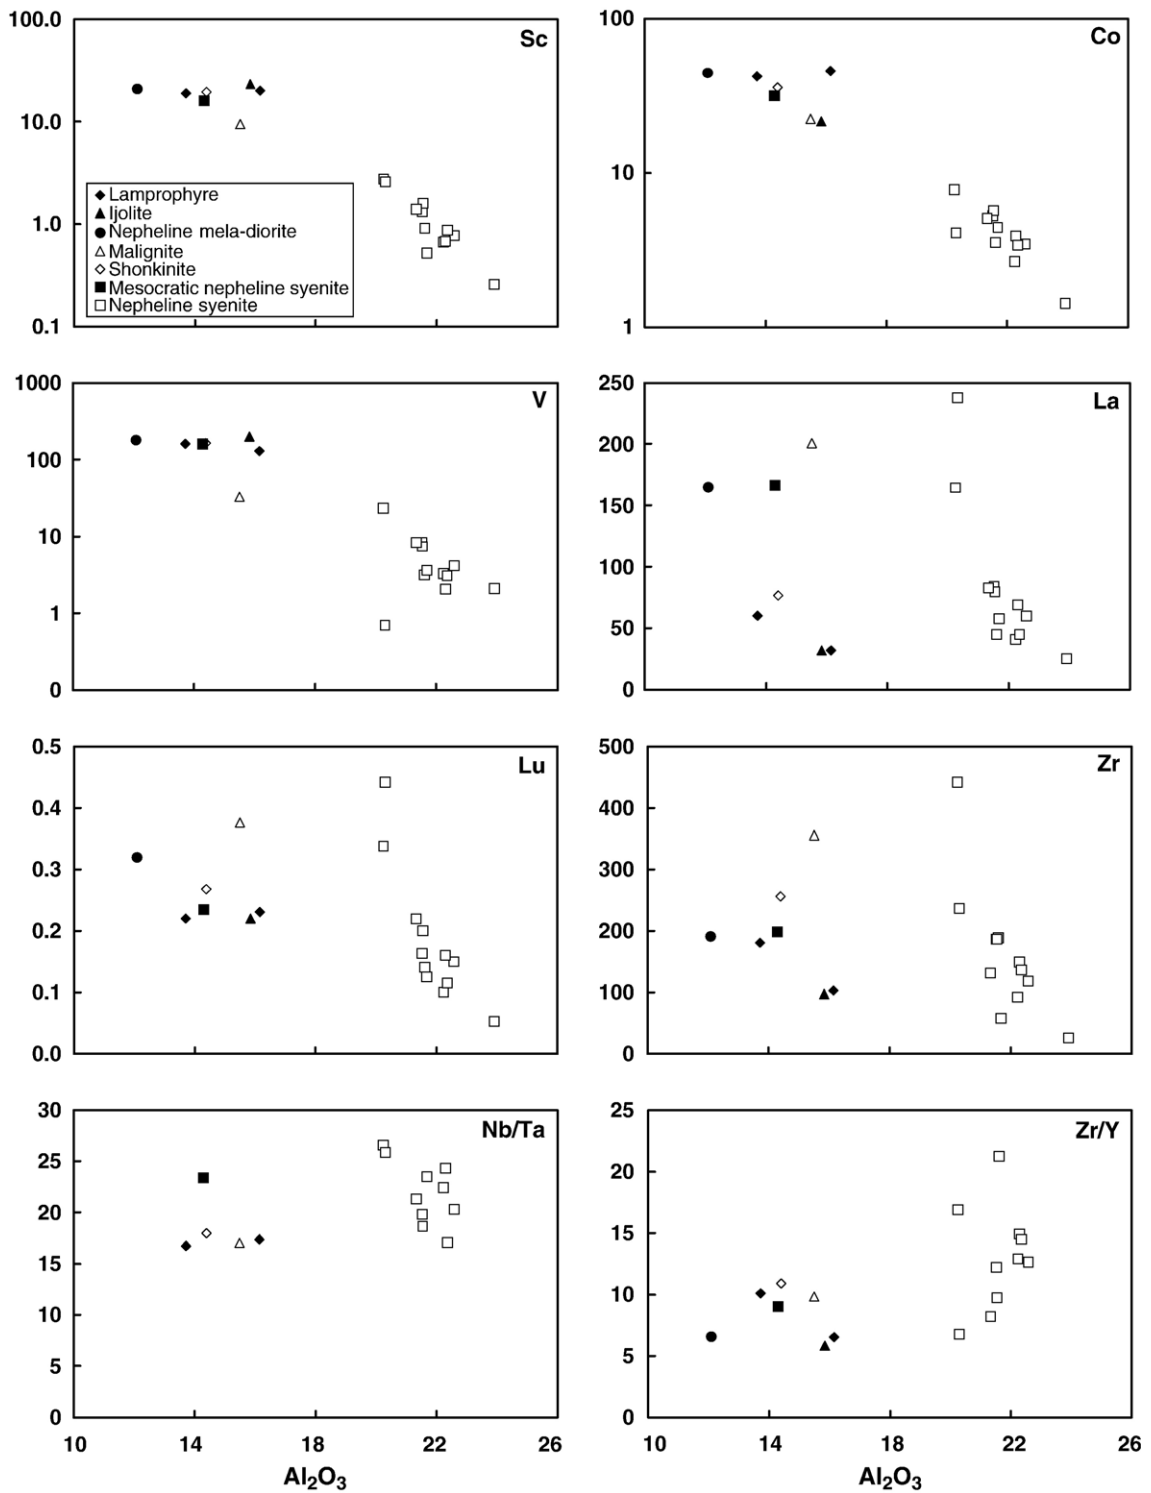 100.0
10.0
1.0
0.1
Sc
Lamprophyre
Ijolite
Nepheline mela-diorite
Malignite
Shonkinite
Mesocratic nepheline syenite
Nepheline syenite
100
10
1
Co
1000
100
10
1
0
V
250
200
150
100
50
0
La
0.5
0.4
0.3
0.2
0.1
0.0
Lu
500
400
300
200
100
0
Zr
30
25
20
15
10
5
0
Nb/Ta
10 14 18 22 26
Al₂O₃
25
20
15
10
5
0
Zr/Y
10 14 18 22 26
Al₂O₃